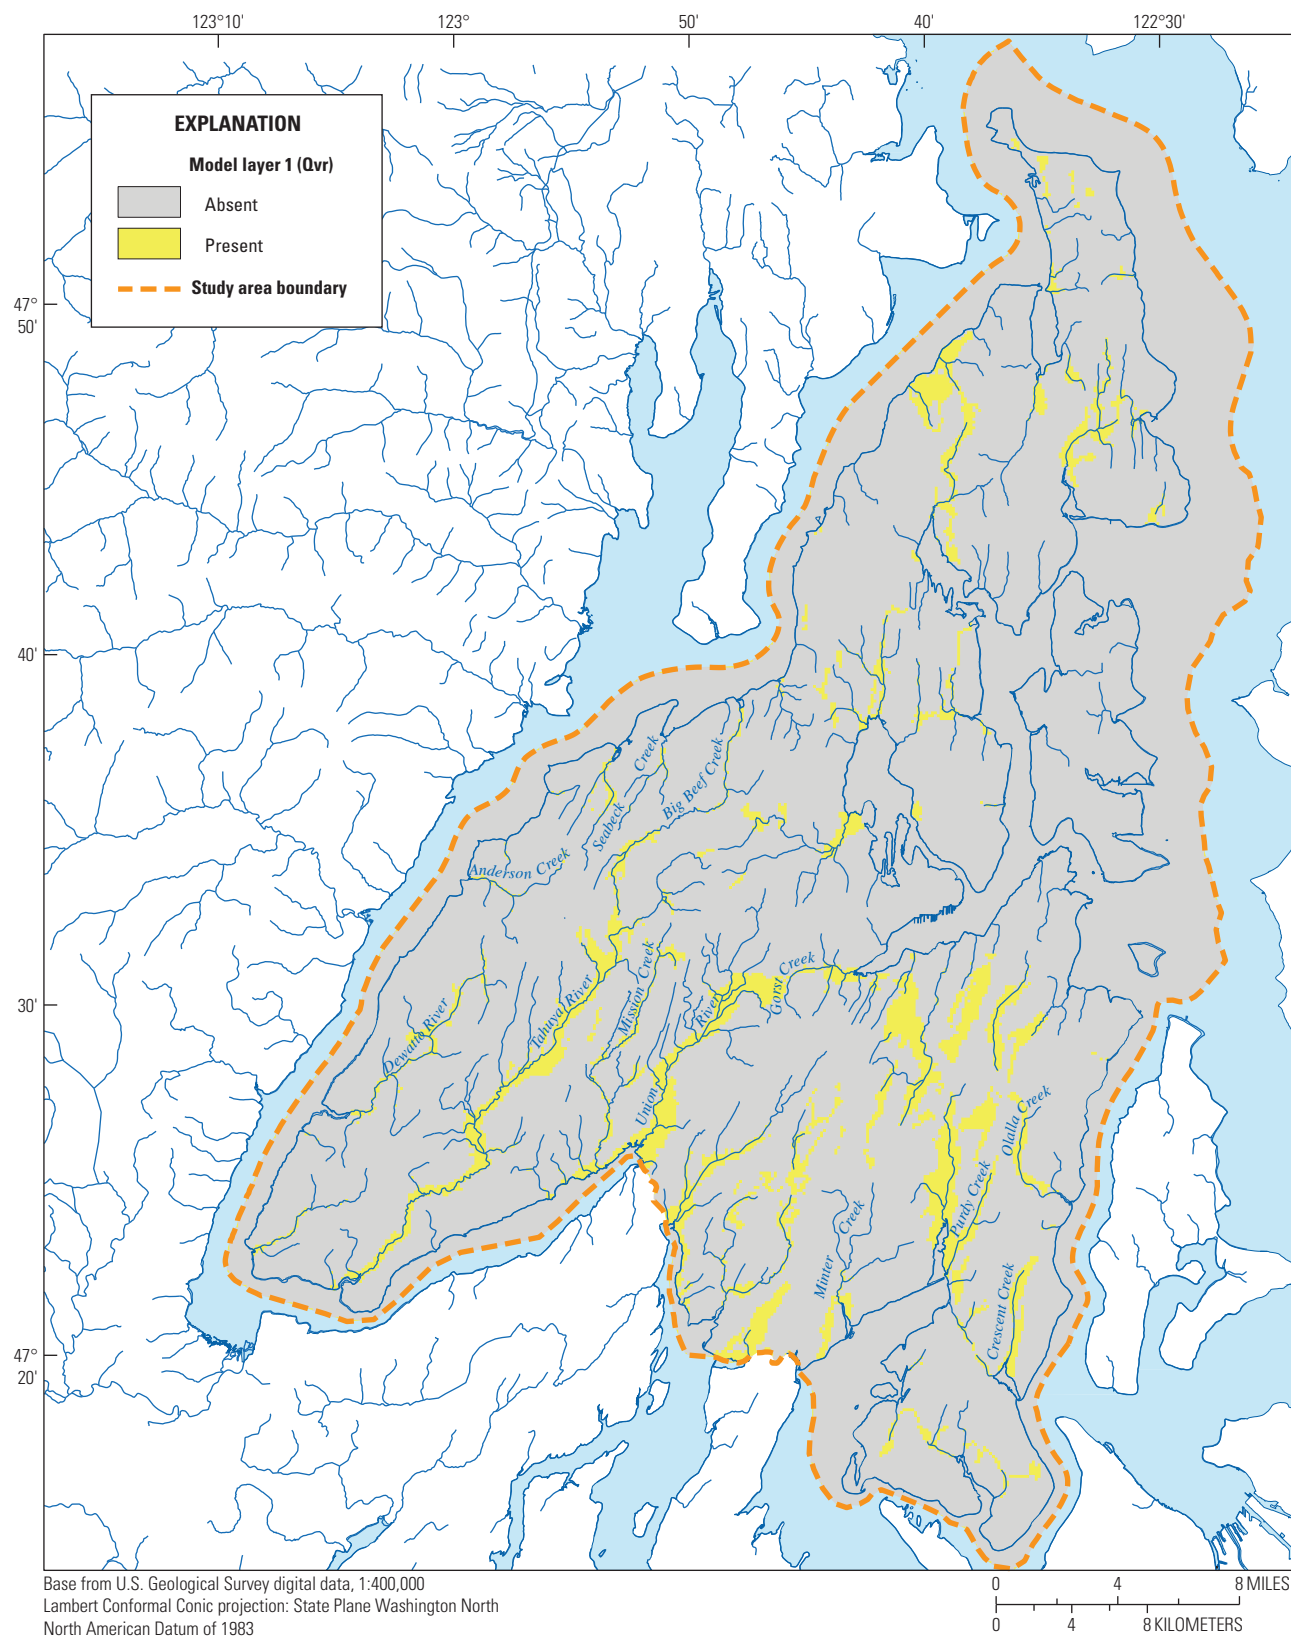 123°10'
123°
50'
40'
122°30'
EXPLANATION
Model layer 1 (Qvr)
Absent
Present
Study area boundary
47°
50'
40'
30'
47°
20'
Seabeck Creek
Big Beef Creek
Anderson Creek
Dewatto River
Tahuya River
Mission Creek
Union River
Gorst Creek
Olalla Creek
Purdy Creek
Minter Creek
Crescent Creek
Base from U.S. Geological Survey digital data, 1:400,000
Lambert Conformal Conic projection: State Plane Washington North
North American Datum of 1983
0 4 8 MILES
0 4 8 KILOMETERS